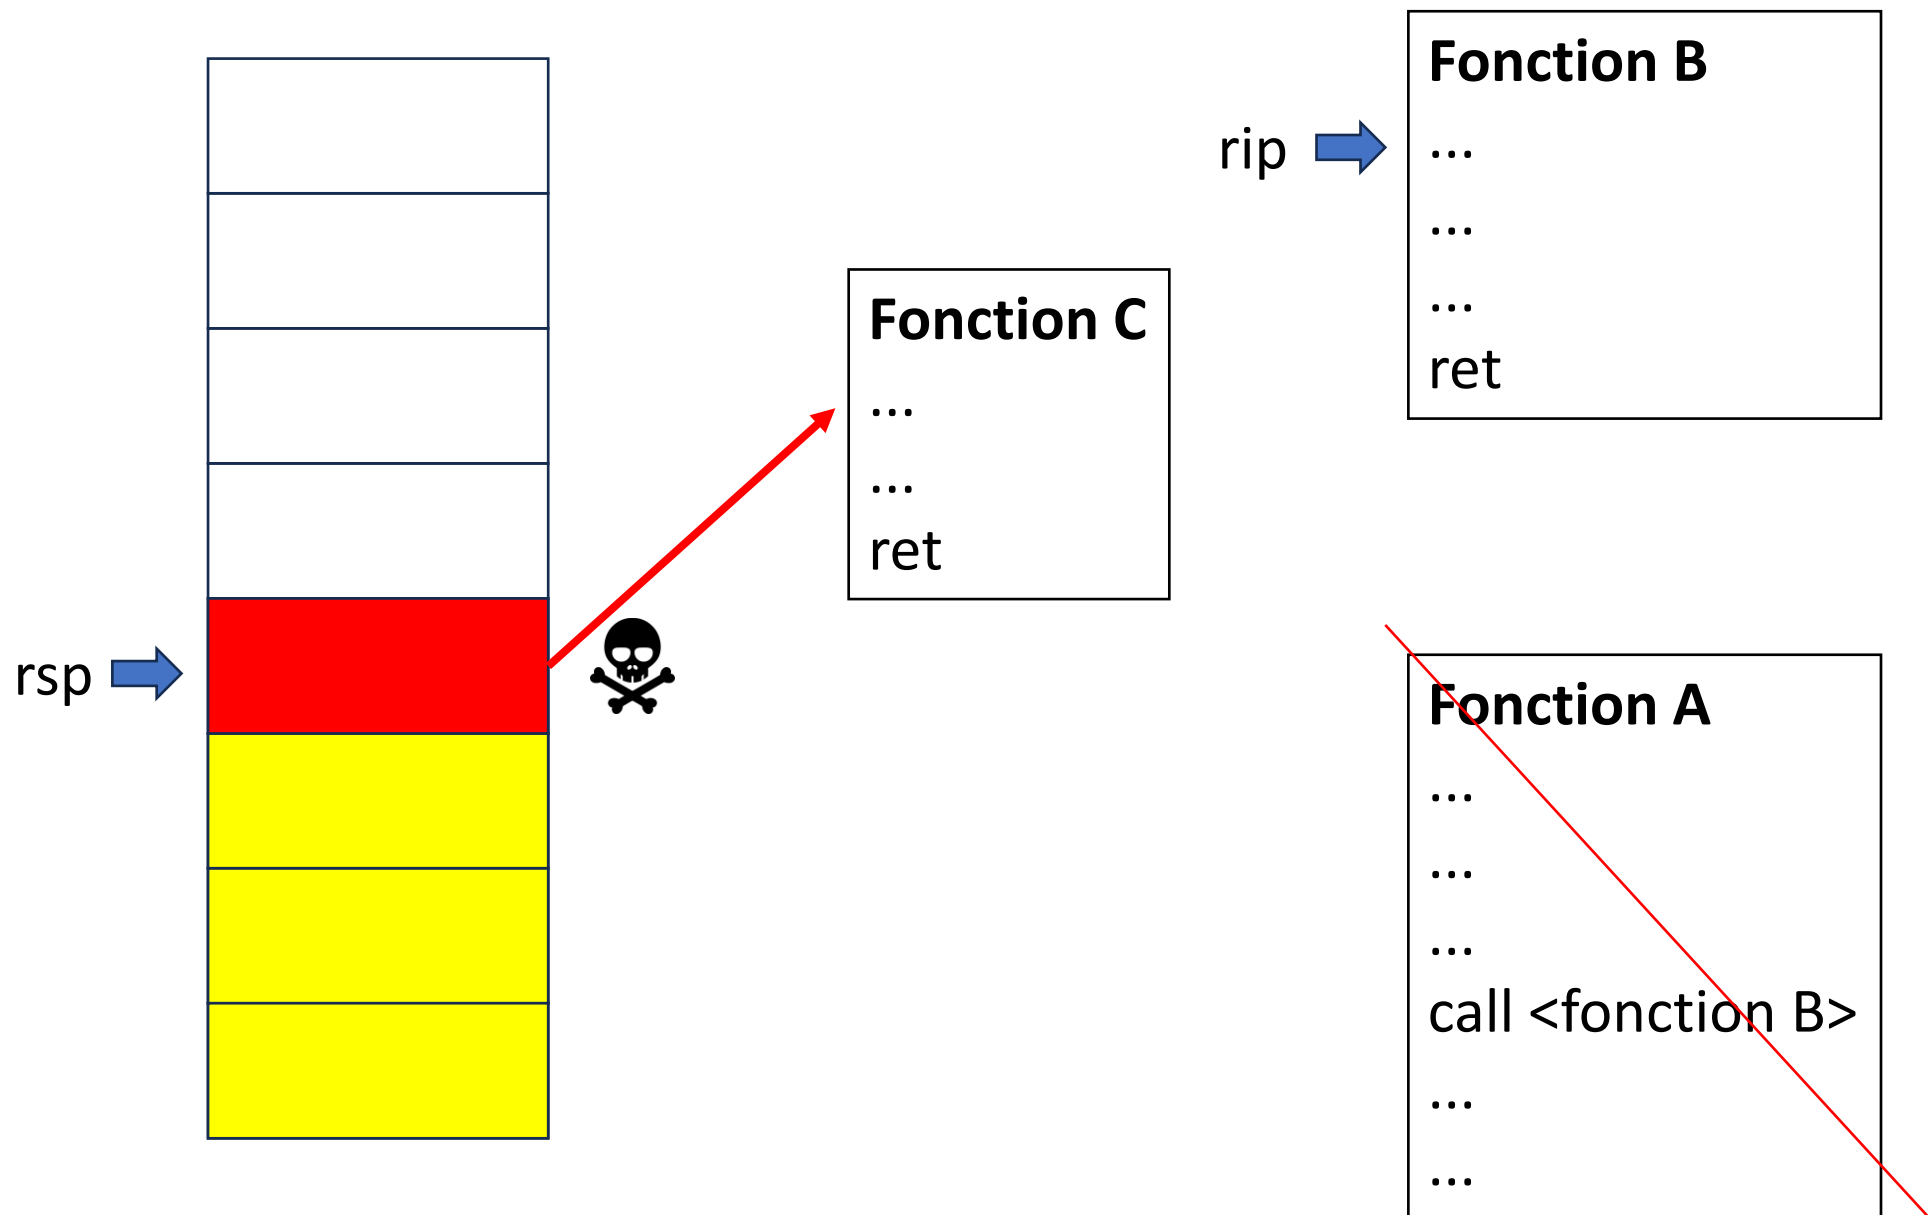 rsp
Fonction C
...
...
ret
rip
Fonction B
...
...
...
ret
Fonction A
...
...
...
call <fonction B>
...
...